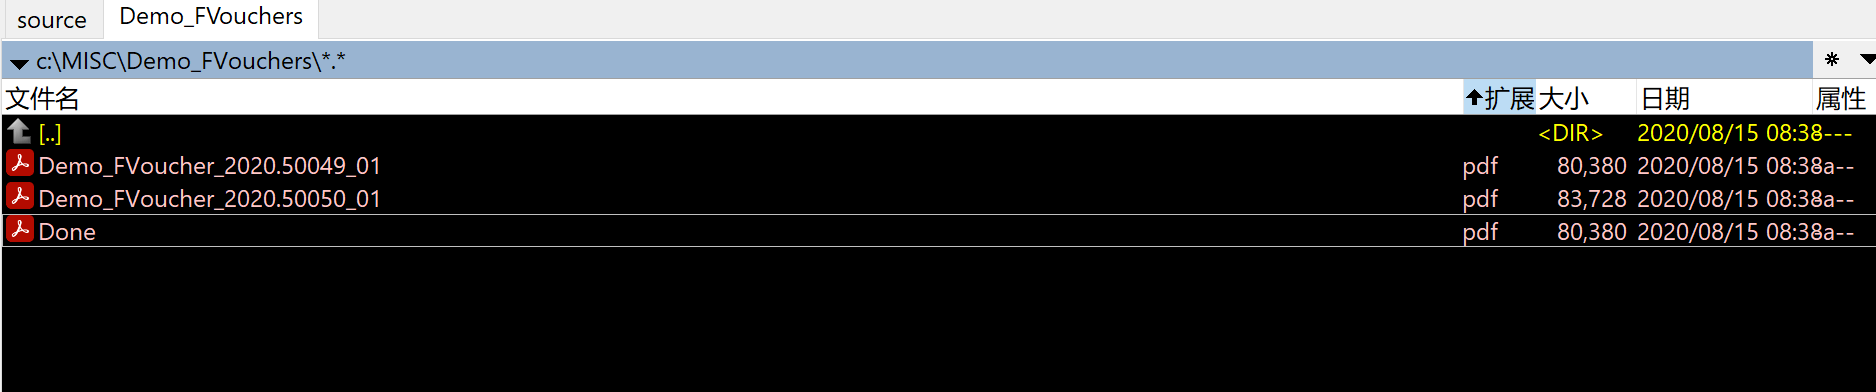 source Demo_FVouchers
c:\MISC\Demo_FVouchers\*.* *
文件名 扩展 大小 日期 属性
[..] <DIR> 2020/08/15 08:38 ----
Demo_FVoucher_2020.50049_01 pdf 80,380 2020/08/15 08:38 -a--
Demo_FVoucher_2020.50050_01 pdf 83,728 2020/08/15 08:38 -a--
Done pdf 80,380 2020/08/15 08:38 -a--